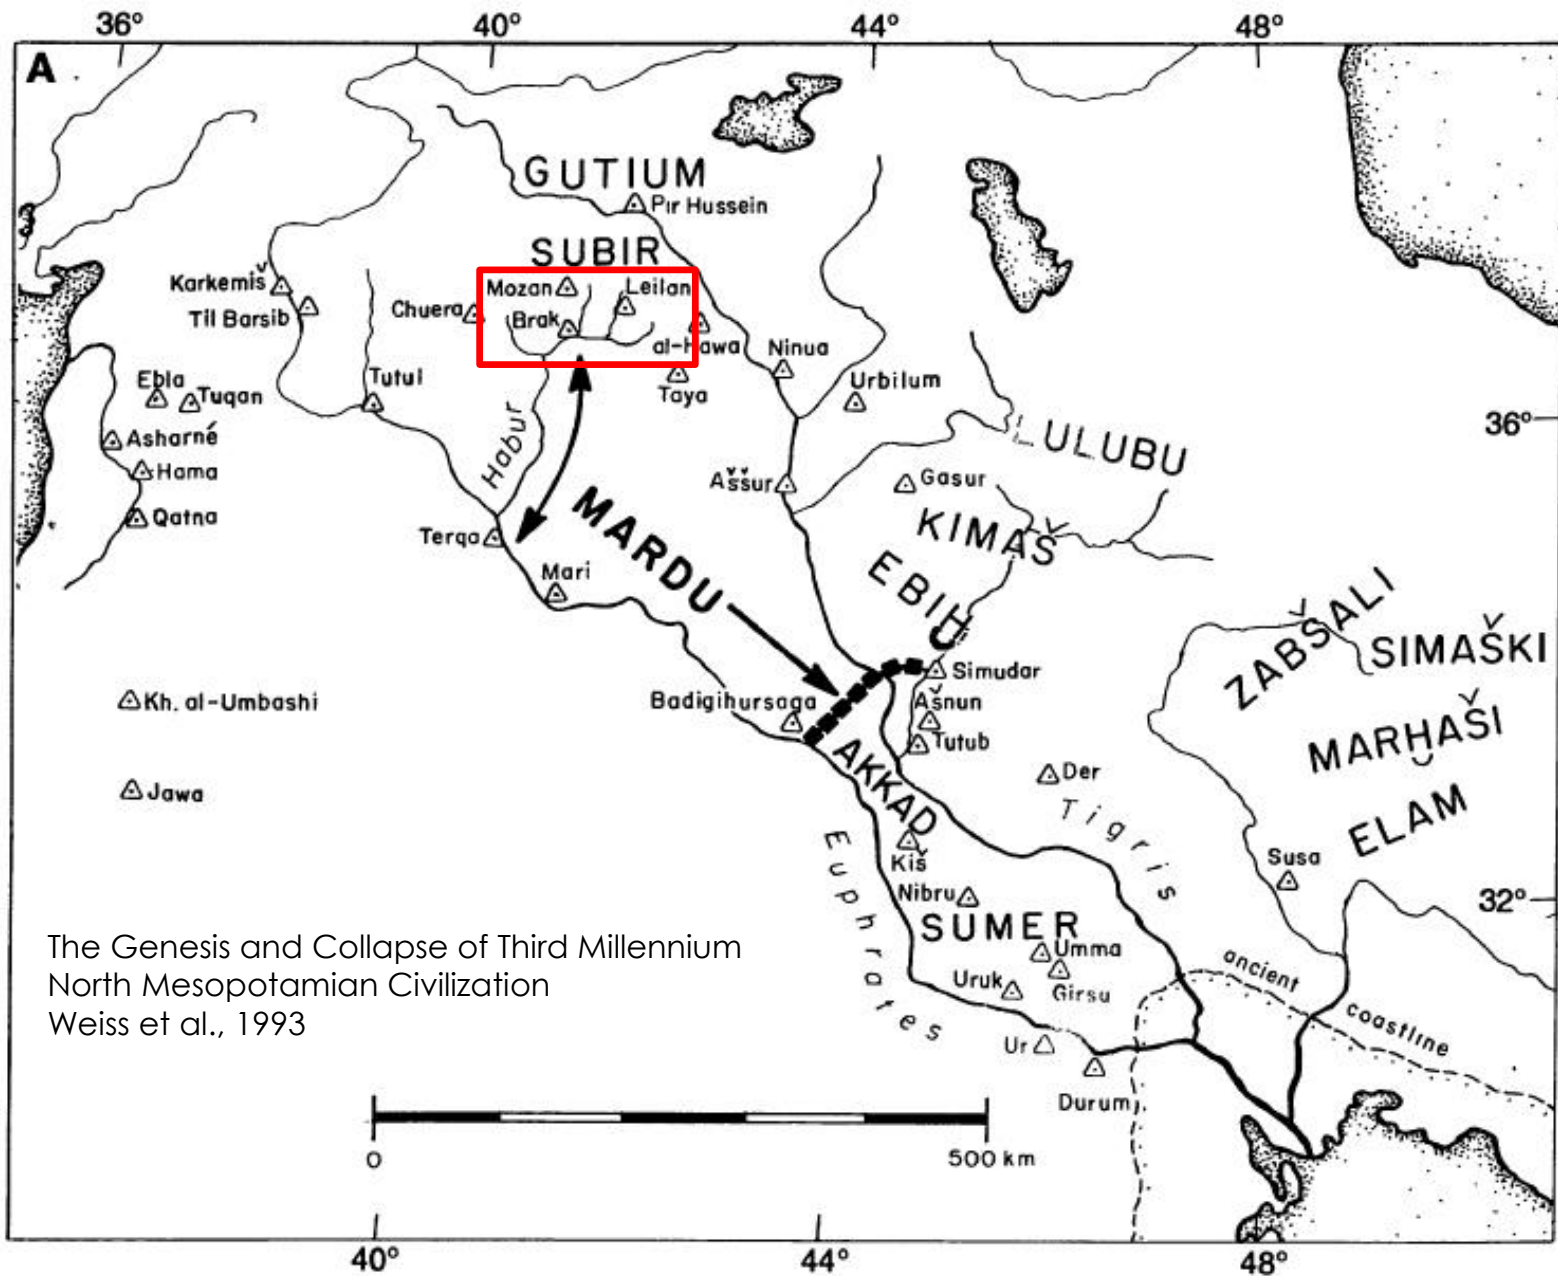 36° 40° 44° 48°
A
GUTIUM
Pır Hussein
SUBIR
Karkemiš
Mozan
Leilan
Til Barsib
Chuera
Brak
al-Hawa
Ninua
Ebla
Tuqan
Tutul
Taya
Urbilum
36°
Asharné
Habur
LULUBU
Hama
Aššur
Gasur
Qatna
MARDU
KIMAŠ
Terqa
EBIH
Mari
ZABŠALI
SIMAŠKI
Simudar
Kh. al-Umbashi
Badigihursaga
Ašnun
MARHAŠI
Tutub
AKKAD
Jawa
Der
Tigris
ELAM
Euphrates
Kiš
Susa
Nibru
32°
SUMER
The Genesis and Collapse of Third Millennium
North Mesopotamian Civilization
Weiss et al., 1993
Umma
Uruk
Girsu
ancient coastline
Ur
Durum
0 500 km
40° 44° 48°